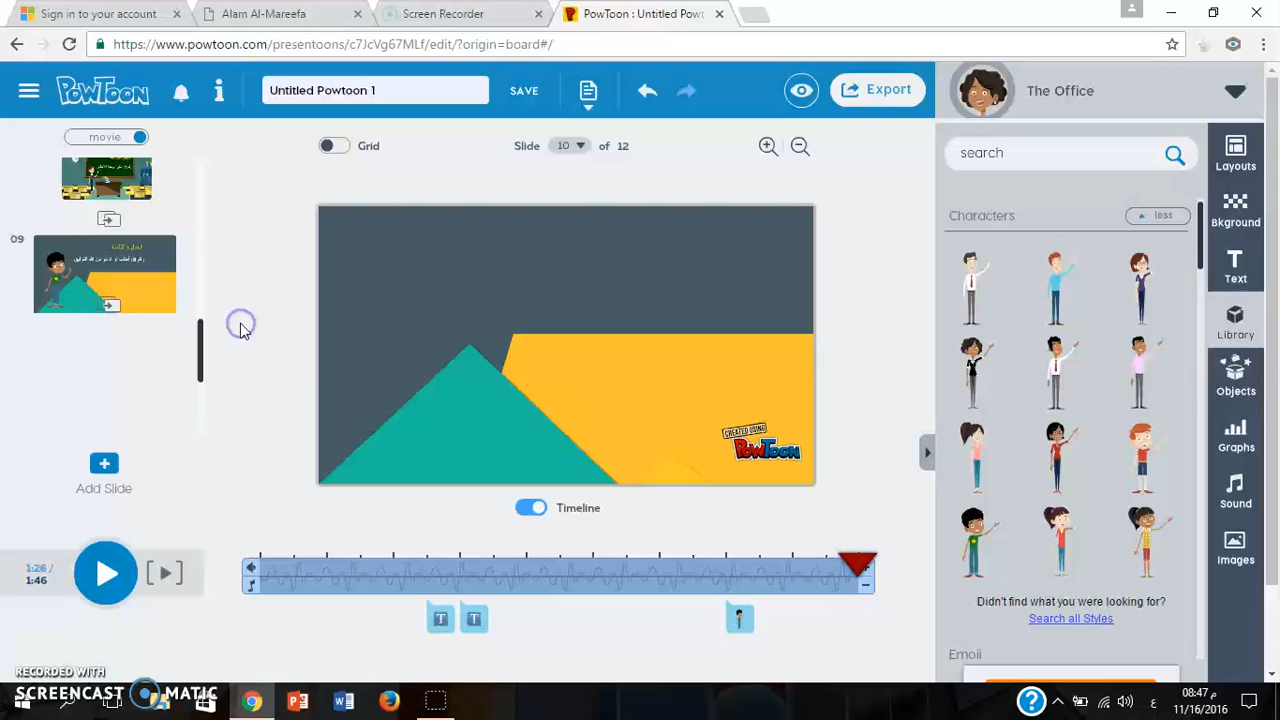 Sign in to your account
Alam Al-Mareefa
Screen Recorder
PowToon : Untitled Powt
https://www.powtoon.com/presentoons/c7JcVg67MLf/edit/?origin=board#/
POWTOON
Untitled Powtoon 1
SAVE
Export
The Office
movie
Grid
Slide 10 of 12
search
Layouts
Bkground
Text
Library
Objects
Graphs
Sound
Images
Characters
less
09
CREATED USING
POWTOON
Add Slide
Timeline
1:26 /
1:46
T T
Didn't find what you were looking for?
Search all Styles
Emoji
RECORDED WITH
SCREENCAST MATIC
م 08:47
11/16/2016
ع